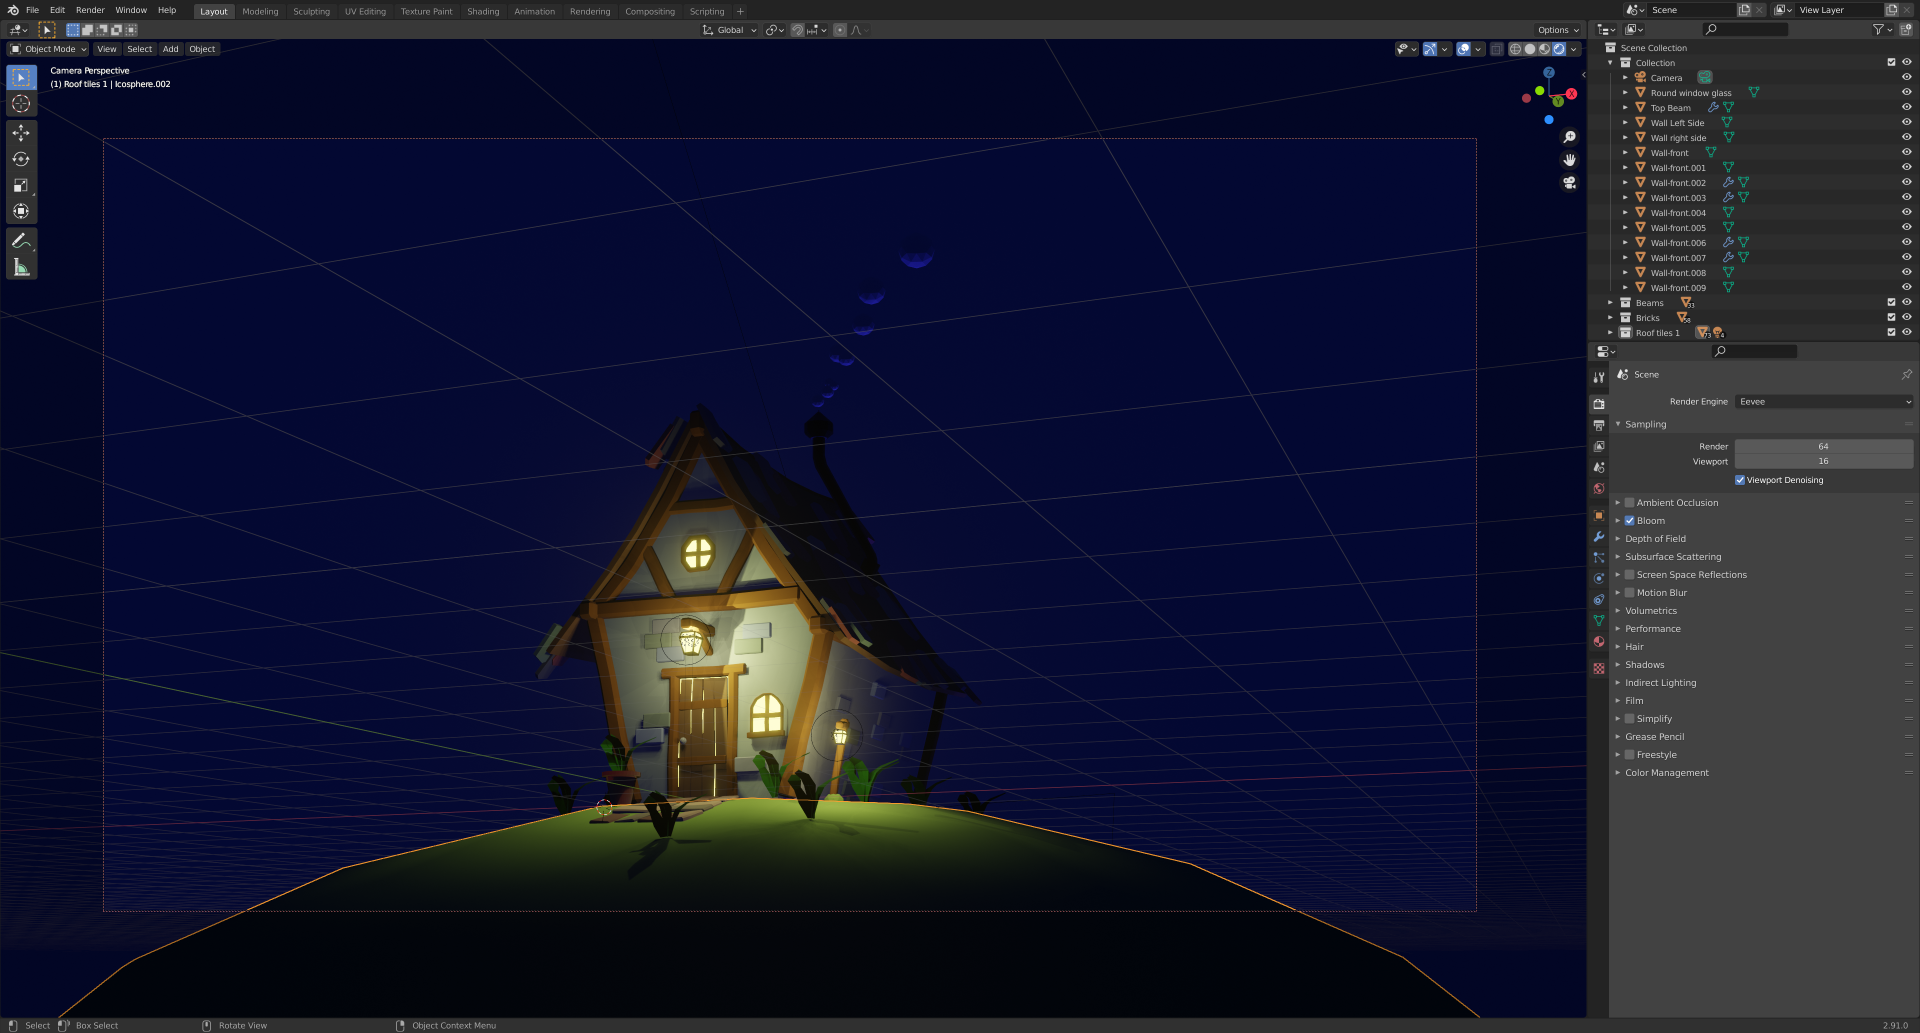 File Edit Render Window Help Layout Modeling Sculpting UV Editing Texture Paint Shading Animation Rendering Compositing Scripting + Scene View Layer
Global Options
Object Mode View Select Add Object
Camera Perspective
(1) Roof tiles 1 | Icosphere.002
Z
X
Y
Scene Collection
Collection
Camera
Round window glass
Top Beam
Wall Left Side
Wall right side
Wall-front
Wall-front.001
Wall-front.002
Wall-front.003
Wall-front.004
Wall-front.005
Wall-front.006
Wall-front.007
Wall-front.008
Wall-front.009
Beams 33
Bricks 58
Roof tiles 1
Scene
Render Engine Eevee
Sampling
Render 64
Viewport 16
Viewport Denoising
Ambient Occlusion
Bloom
Depth of Field
Subsurface Scattering
Screen Space Reflections
Motion Blur
Volumetrics
Performance
Hair
Shadows
Indirect Lighting
Film
Simplify
Grease Pencil
Freestyle
Color Management
Select Box Select Rotate View Object Context Menu 2.91.0